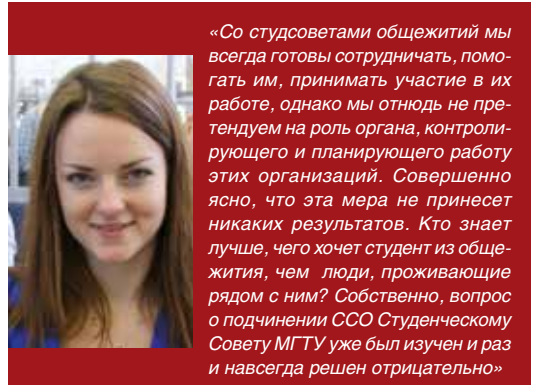 «Со студсоветами общежитий мы
всегда готовы сотрудничать, помо-
гать им, принимать участие в их
работе, однако мы отнюдь не пре-
тендуем на роль органа, контроли-
рующего и планирующего работу
этих организаций. Совершенно
ясно, что эта мера не принесет
никаких результатов. Кто знает
лучше, чего хочет студент из обще-
жития, чем люди, проживающие
рядом с ним? Собственно, вопрос
о подчинении ССО Студенческому
Совету МГТУ уже был изучен и раз
и навсегда решен отрицательно»